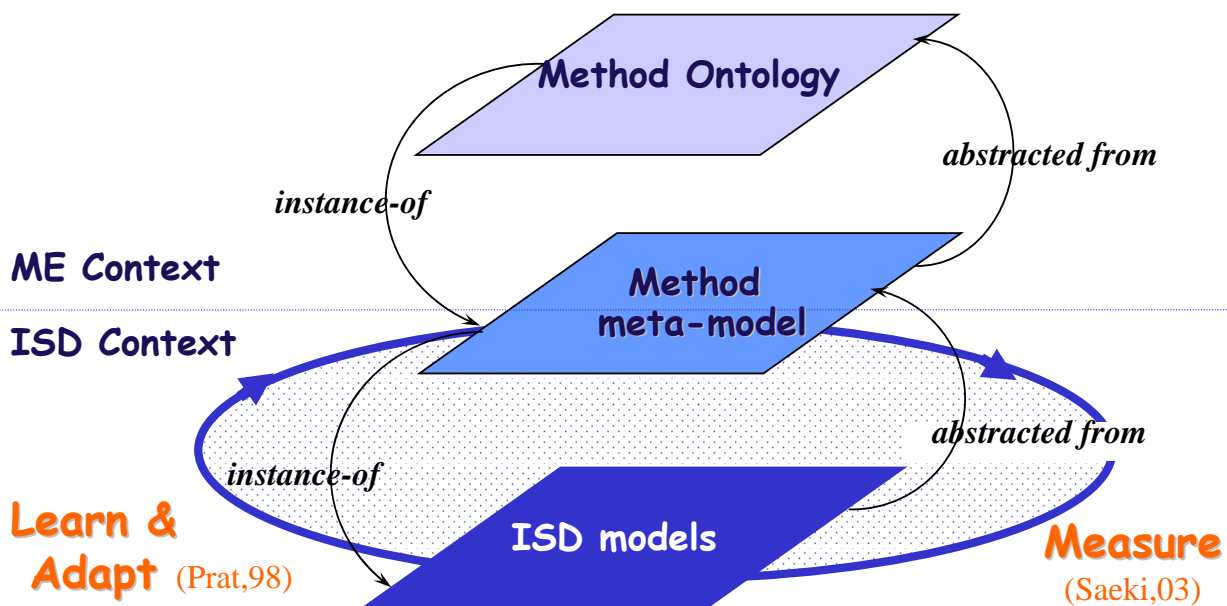 Method Ontology
abstracted from
instance-of
ME Context
Method
meta-model
ISD Context
abstracted from
instance-of
Learn &
Adapt (Prat,98)
ISD models
Measure
(Saeki,03)